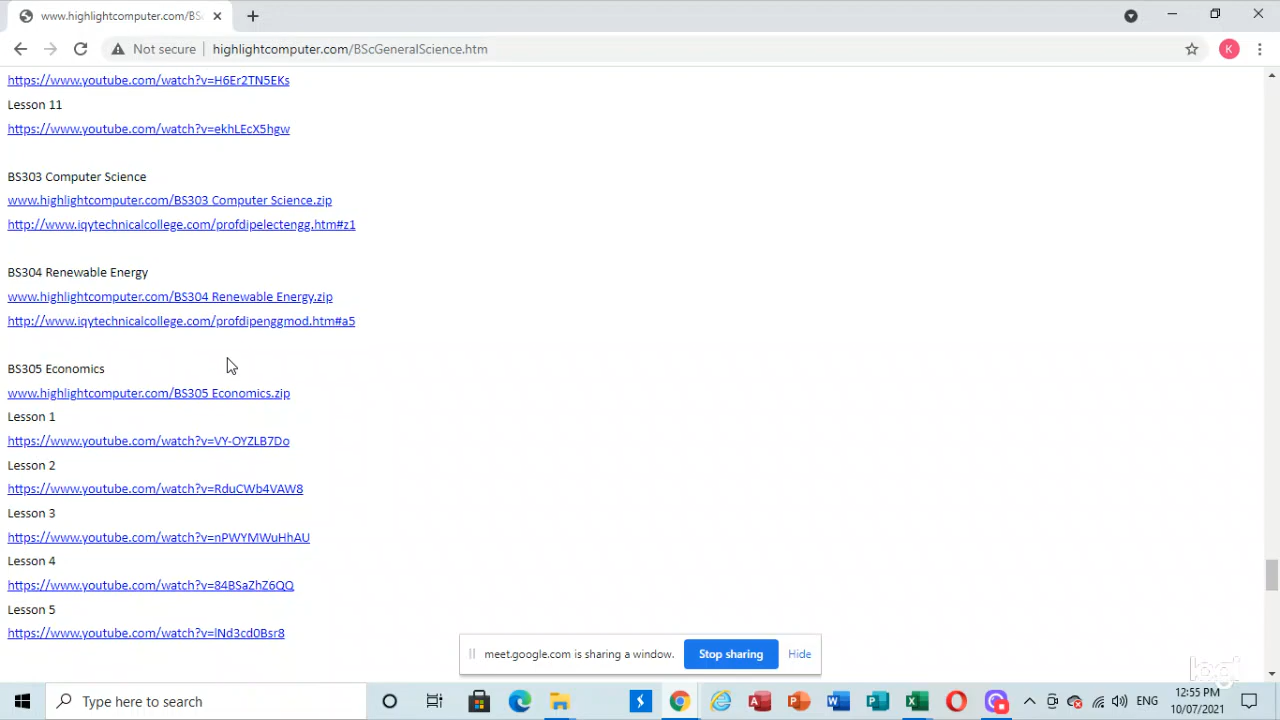 www.highlightcomputer.com/BSc
Not secure highlightcomputer.com/BScGeneralScience.htm
K
https://www.youtube.com/watch?v=H6Er2TN5EKs
Lesson 11
https://www.youtube.com/watch?v=ekhLEcX5hgw
BS303 Computer Science
www.highlightcomputer.com/BS303 Computer Science.zip
http://www.iqytechnicalcollege.com/profdipelectengg.htm#z1
BS304 Renewable Energy
www.highlightcomputer.com/BS304 Renewable Energy.zip
http://www.iqytechnicalcollege.com/profdipenggmod.htm#a5
BS305 Economics
www.highlightcomputer.com/BS305 Economics.zip
Lesson 1
https://www.youtube.com/watch?v=VY-OYZLB7Do
Lesson 2
https://www.youtube.com/watch?v=RduCWb4VAW8
Lesson 3
https://www.youtube.com/watch?v=nPWYMWuHhAU
Lesson 4
https://www.youtube.com/watch?v=84BSaZhZ6QQ
Lesson 5
https://www.youtube.com/watch?v=lNd3cd0Bsr8
meet.google.com is sharing a window. Stop sharing Hide
Type here to search
ENG
12:55 PM
10/07/2021